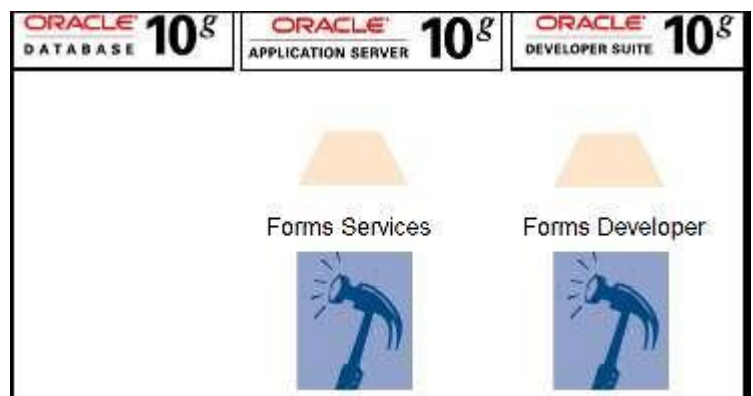 ORACLE DATABASE 10g
ORACLE APPLICATION SERVER 10g
ORACLE DEVELOPER SUITE 10g
Forms Services
Forms Developer